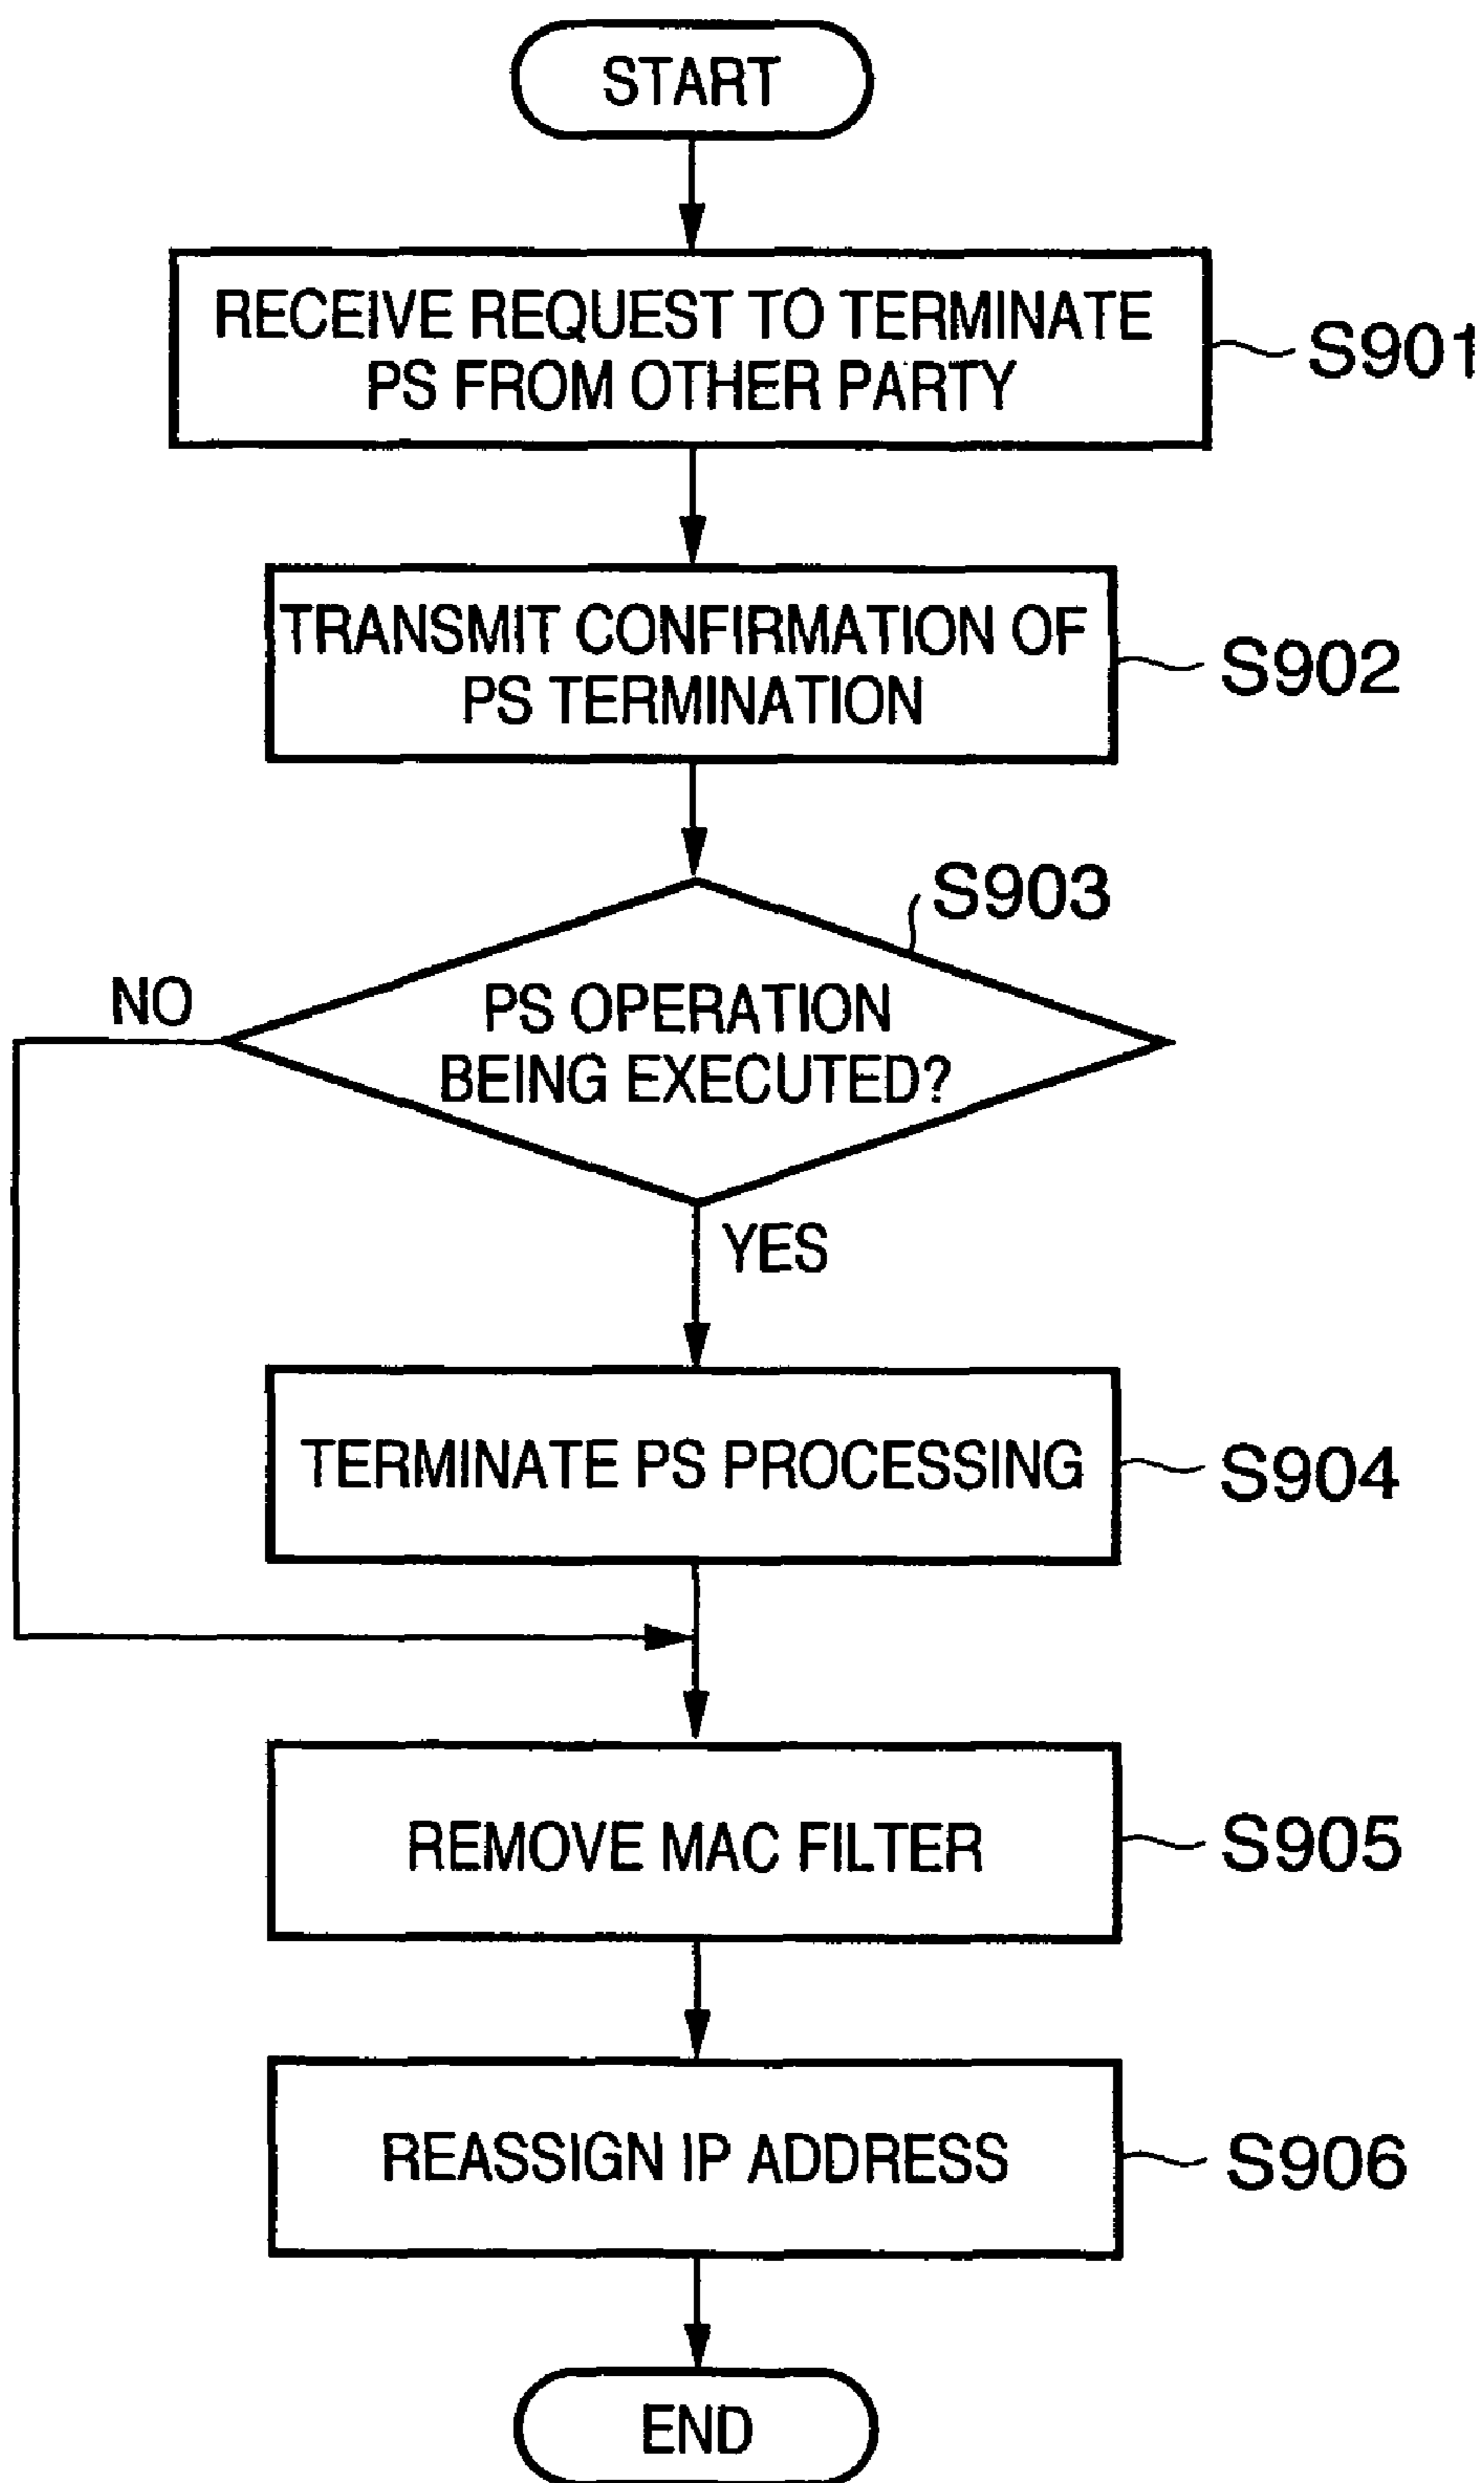 START
RECEIVE REQUEST TO TERMINATE
PS FROM OTHER PARTY
S901
TRANSMIT CONFIRMATION OF
PS TERMINATION
S902
S903
PS OPERATION
BEING EXECUTED?
NO
YES
TERMINATE PS PROCESSING
S904
REMOVE MAC FILTER
S905
REASSIGN IP ADDRESS
S906
END